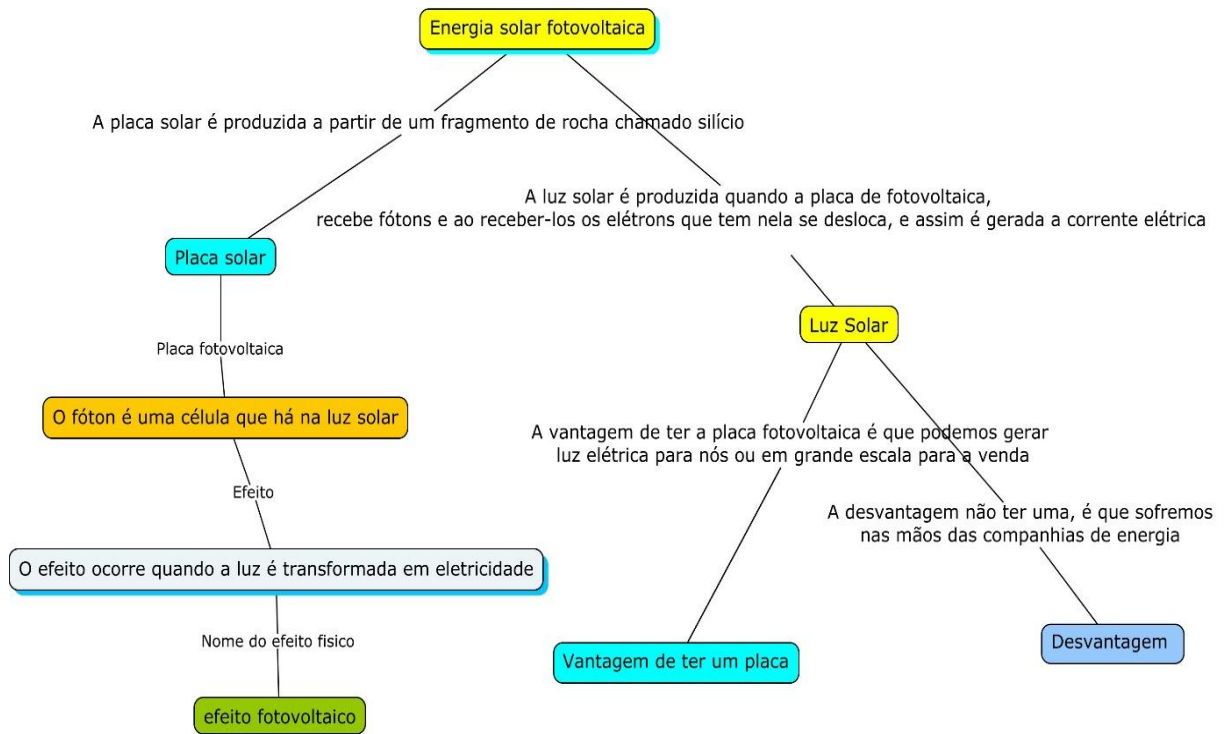 Energia solar fotovoltaica
A placa solar é produzida a partir de um fragmento de rocha chamado silício
A luz solar é produzida quando a placa de fotovoltaica,
recebe fótons e ao receber-los os elétrons que tem nela se desloca, e assim é gerada a corrente elétrica
Placa solar
Luz Solar
Placa fotovoltaica
O fóton é uma célula que há na luz solar
A vantagem de ter a placa fotovoltaica é que podemos gerar
luz elétrica para nós ou em grande escala para a venda
Efeito
A desvantagem não ter uma, é que sofremos
nas mãos das companhias de energia
O efeito ocorre quando a luz é transformada em eletricidade
Nome do efeito fisico
Vantagem de ter um placa
Desvantagem
efeito fotovoltaico